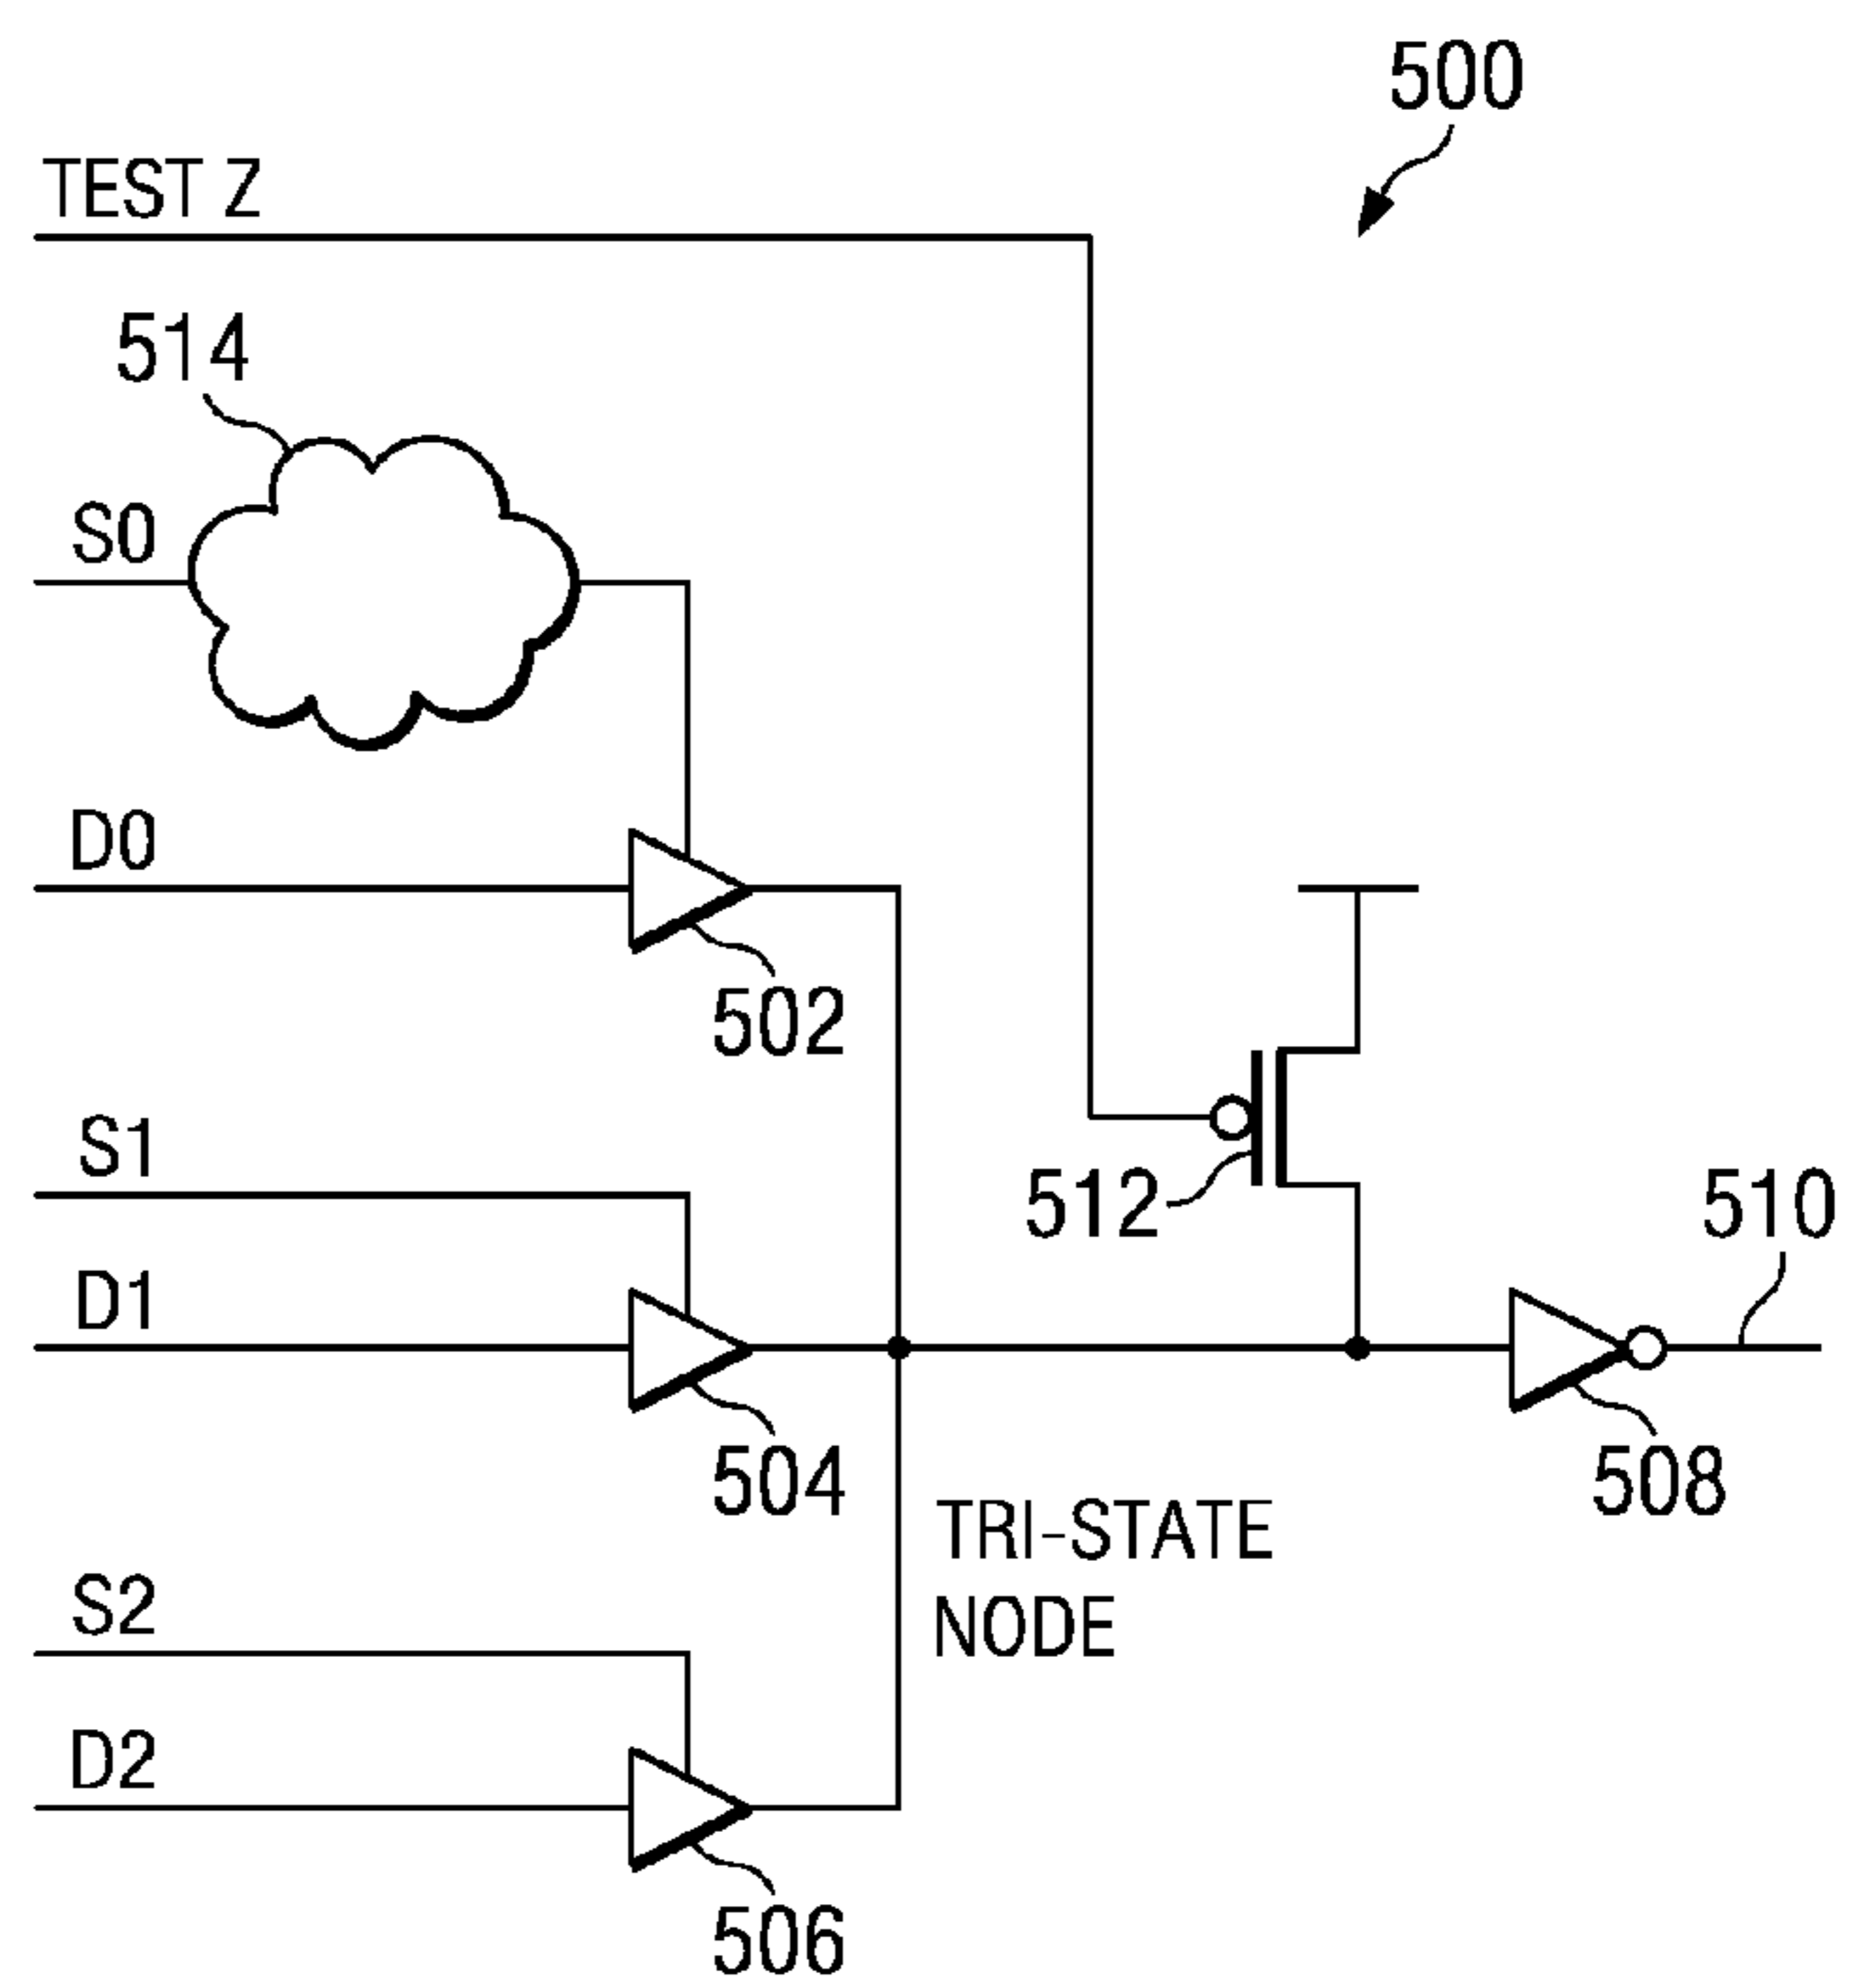 500
TEST Z
514
S0
D0
502
S1
512
510
D1
504
508
TRI-STATE
NODE
S2
D2
506